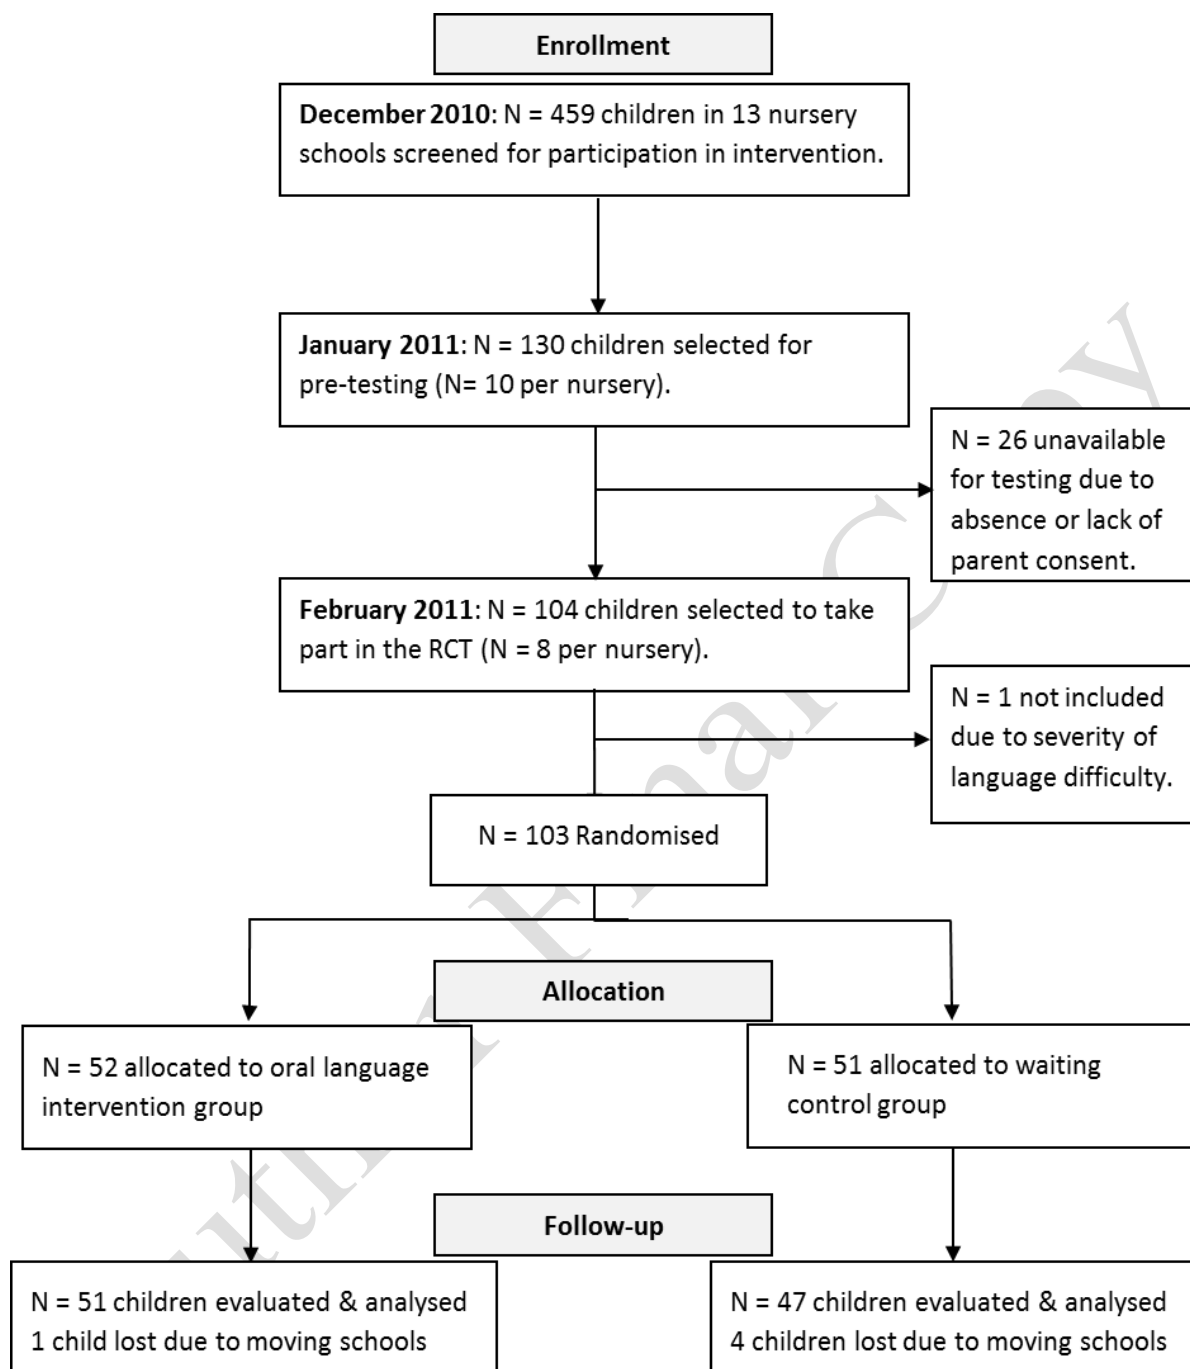 Enrollment
December 2010: N = 459 children in 13 nursery
schools screened for participation in intervention.
January 2011: N = 130 children selected for
pre-testing (N= 10 per nursery).
N = 26 unavailable
for testing due to
absence or lack of
parent consent.
February 2011: N = 104 children selected to take
part in the RCT (N = 8 per nursery).
N = 1 not included
due to severity of
language difficulty.
N = 103 Randomised
Allocation
N = 52 allocated to oral language
intervention group
N = 51 allocated to waiting
control group
Follow-up
N = 51 children evaluated & analysed
1 child lost due to moving schools
N = 47 children evaluated & analysed
4 children lost due to moving schools